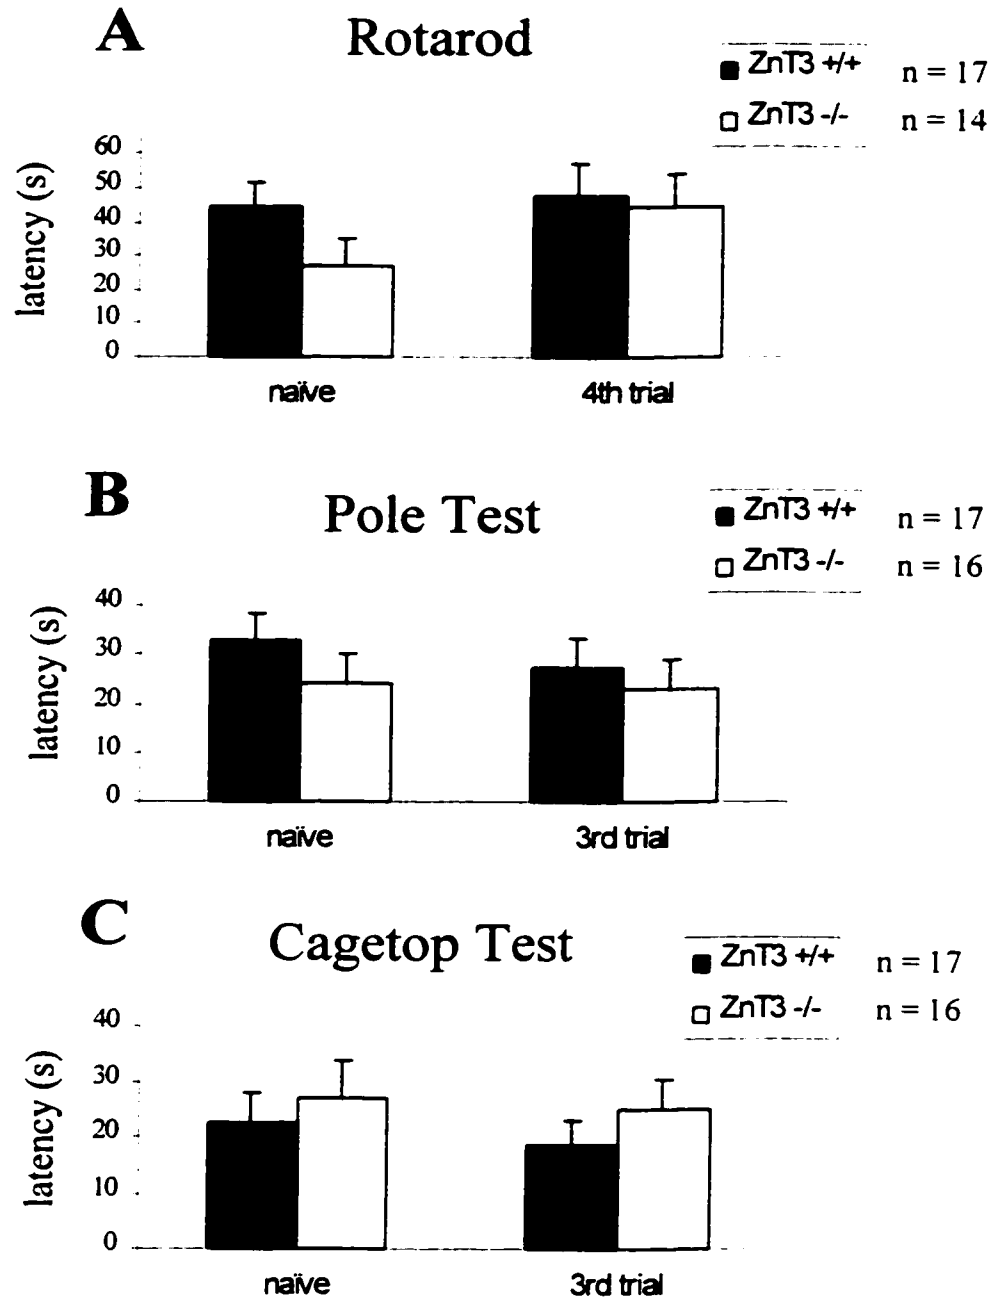 A
Rotarod
ZnT3 +/+ n = 17
ZnT3 -/- n = 14
latency (s)
60
50
40
30
20
10
0
naïve 4th trial
B
Pole Test
ZnT3 +/+ n = 17
ZnT3 -/- n = 16
latency (s)
40
30
20
10
0
naïve 3rd trial
C
Cagetop Test
ZnT3 +/+ n = 17
ZnT3 -/- n = 16
latency (s)
40
30
20
10
0
naïve 3rd trial